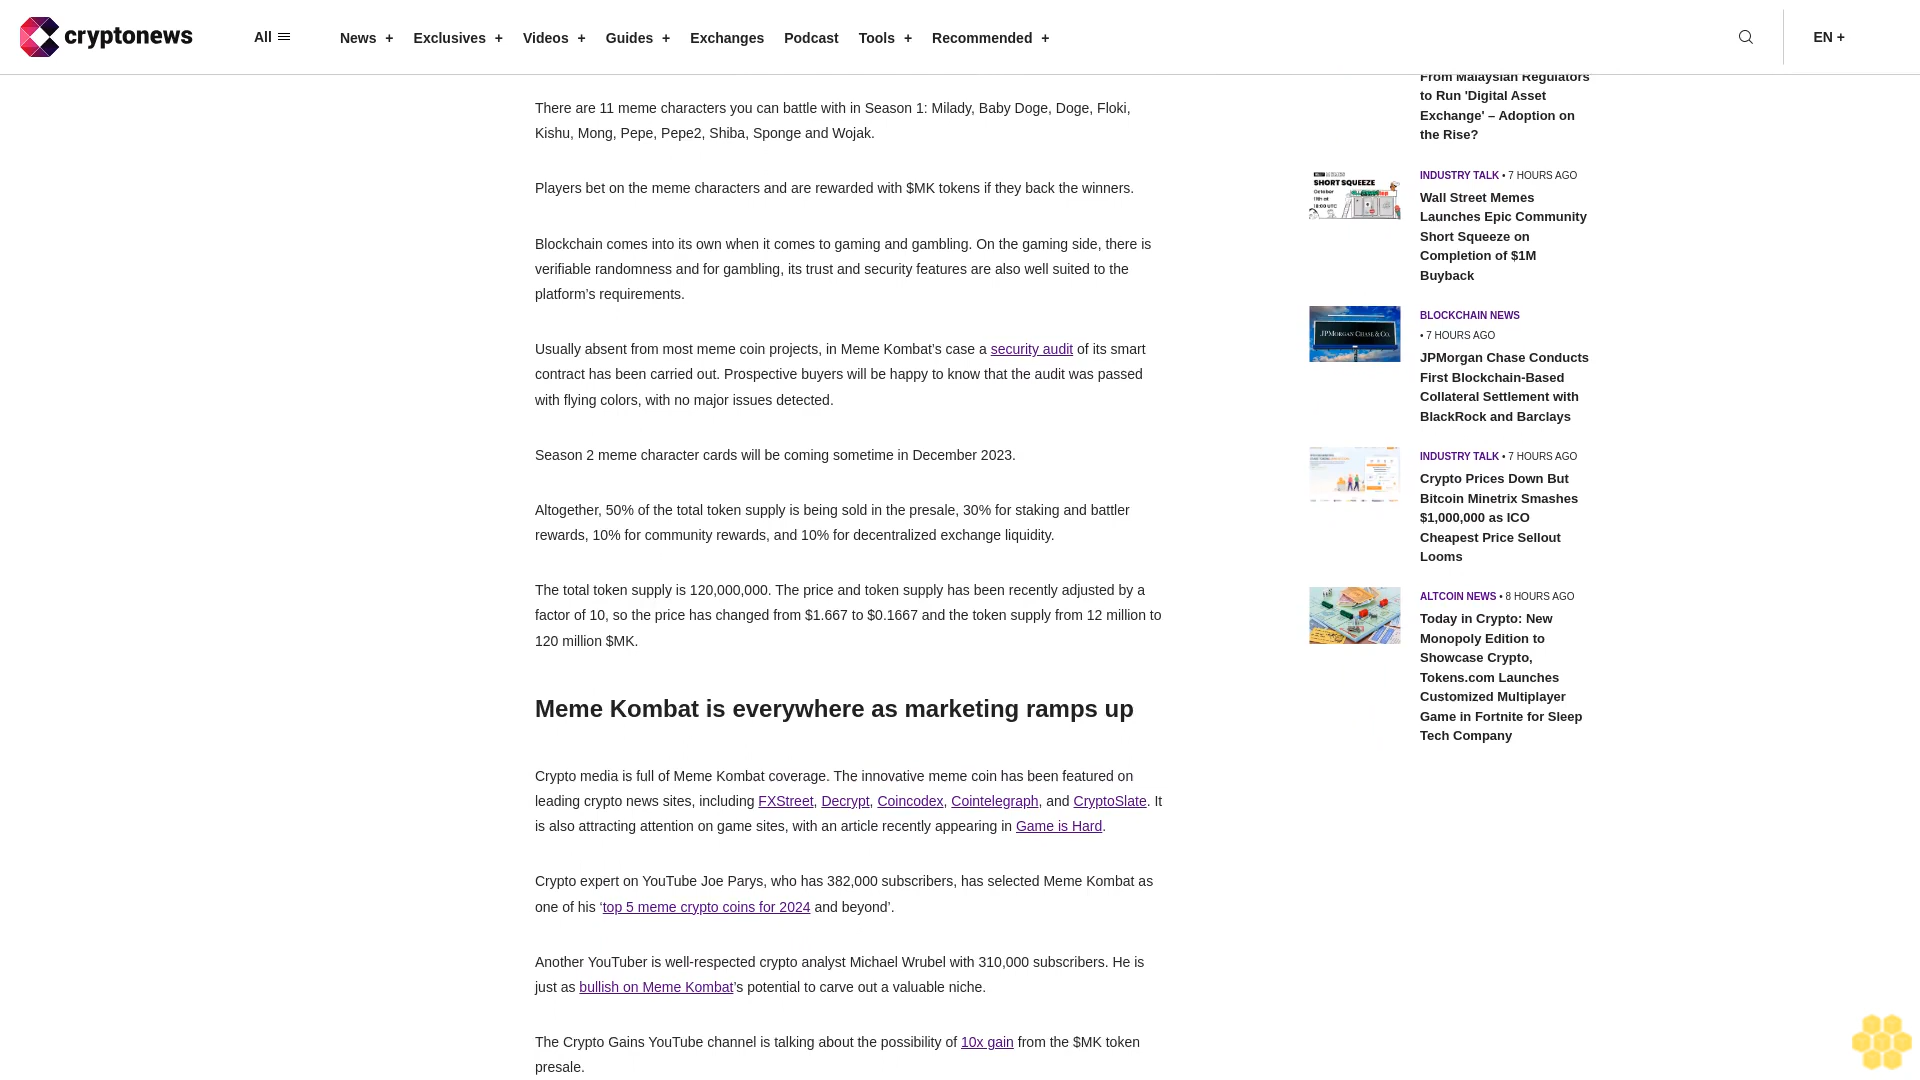 cryptonews
All
News +
Exclusives +
Videos +
Guides +
Exchanges
Podcast
Tools +
Recommended +
EN +
There are 11 meme characters you can battle with in Season 1: Milady, Baby Doge, Doge, Floki,
Kishu, Mong, Pepe, Pepe2, Shiba, Sponge and Wojak.
Players bet on the meme characters and are rewarded with $MK tokens if they back the winners.
Blockchain comes into its own when it comes to gaming and gambling. On the gaming side, there is
verifiable randomness and for gambling, its trust and security features are also well suited to the
platform’s requirements.
Usually absent from most meme coin projects, in Meme Kombat’s case a security audit of its smart
contract has been carried out. Prospective buyers will be happy to know that the audit was passed
with flying colors, with no major issues detected.
Season 2 meme character cards will be coming sometime in December 2023.
Altogether, 50% of the total token supply is being sold in the presale, 30% for staking and battler
rewards, 10% for community rewards, and 10% for decentralized exchange liquidity.
The total token supply is 120,000,000. The price and token supply has been recently adjusted by a
factor of 10, so the price has changed from $1.667 to $0.1667 and the token supply from 12 million to
120 million $MK.
Meme Kombat is everywhere as marketing ramps up
Crypto media is full of Meme Kombat coverage. The innovative meme coin has been featured on
leading crypto news sites, including FXStreet, Decrypt, Coincodex, Cointelegraph, and CryptoSlate. It
is also attracting attention on game sites, with an article recently appearing in Game is Hard.
Crypto expert on YouTube Joe Parys, who has 382,000 subscribers, has selected Meme Kombat as
one of his ‘top 5 meme crypto coins for 2024 and beyond’.
Another YouTuber is well-respected crypto analyst Michael Wrubel with 310,000 subscribers. He is
just as bullish on Meme Kombat’s potential to carve out a valuable niche.
The Crypto Gains YouTube channel is talking about the possibility of 10x gain from the $MK token
presale.
From Malaysian Regulators
to Run 'Digital Asset
Exchange' – Adoption on
the Rise?
SHORT SQUEEZE
October
INDUSTRY TALK • 7 HOURS AGO
Wall Street Memes
Launches Epic Community
Short Squeeze on
Completion of $1M
Buyback
JPMORGAN CHASE & CO.
BLOCKCHAIN NEWS
• 7 HOURS AGO
JPMorgan Chase Conducts
First Blockchain-Based
Collateral Settlement with
BlackRock and Barclays
INDUSTRY TALK • 7 HOURS AGO
Crypto Prices Down But
Bitcoin Minetrix Smashes
$1,000,000 as ICO
Cheapest Price Sellout
Looms
ALTCOIN NEWS • 8 HOURS AGO
Today in Crypto: New
Monopoly Edition to
Showcase Crypto,
Tokens.com Launches
Customized Multiplayer
Game in Fortnite for Sleep
Tech Company